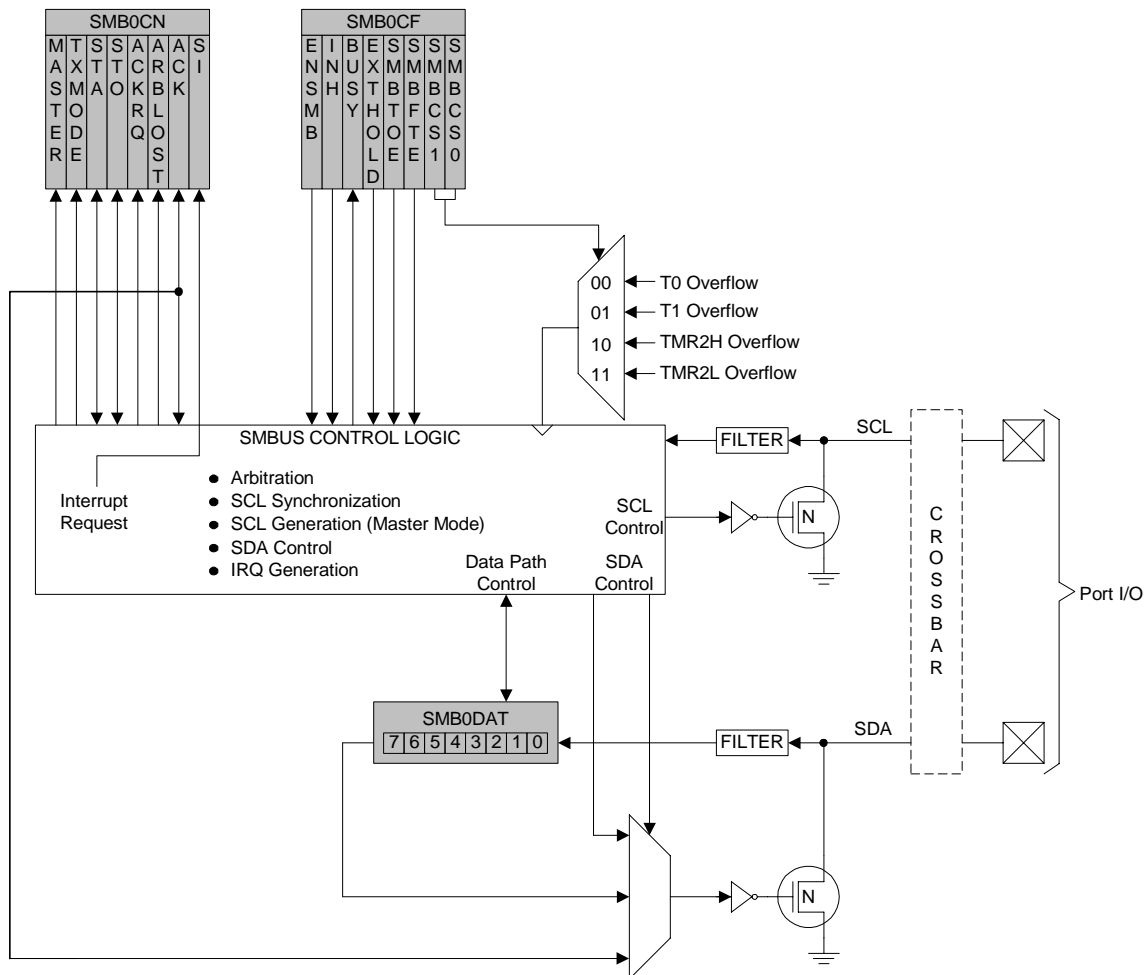 SMB0CN
MASTER
TXMODE
STA
STO
ACKRQ
ARBLOST
ACK
SI
SMB0CF
ENSMB
INH
BUSY
EXTHOLD
SMBTOE
SMBFTE
SMBCS1
SMBCS0
00
T0 Overflow
01
T1 Overflow
10
TMR2H Overflow
11
TMR2L Overflow
SMBUS CONTROL LOGIC
Interrupt
Request
Arbitration
SCL Synchronization
SCL Generation (Master Mode)
SDA Control
IRQ Generation
Data Path
Control
SCL
Control
SDA
Control
FILTER
SCL
N
CROSSBAR
Port I/O
SMB0DAT
7 6 5 4 3 2 1 0
FILTER
SDA
N